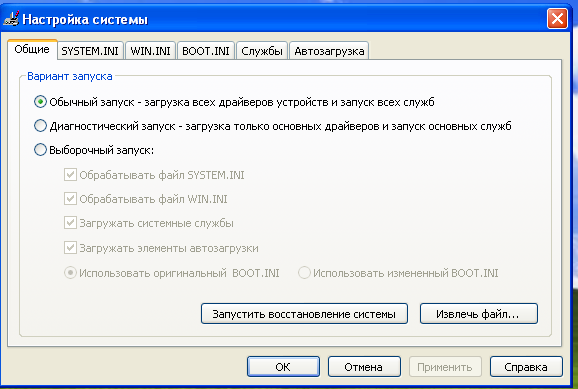 Настройка системы
Общие SYSTEM.INI WIN.INI BOOT.INI Службы Автозагрузка
Вариант запуска
Обычный запуск - загрузка всех драйверов устройств и запуск всех служб
Диагностический запуск - загрузка только основных драйверов и запуск основных служб
Выборочный запуск:
Обрабатывать файл SYSTEM.INI
Обрабатывать файл WIN.INI
Загружать системные службы
Загружать элементы автозагрузки
Использовать оригинальный BOOT.INI Использовать измененный BOOT.INI
Запустить восстановление системы Извлечь файл...
OK Отмена Применить Справка